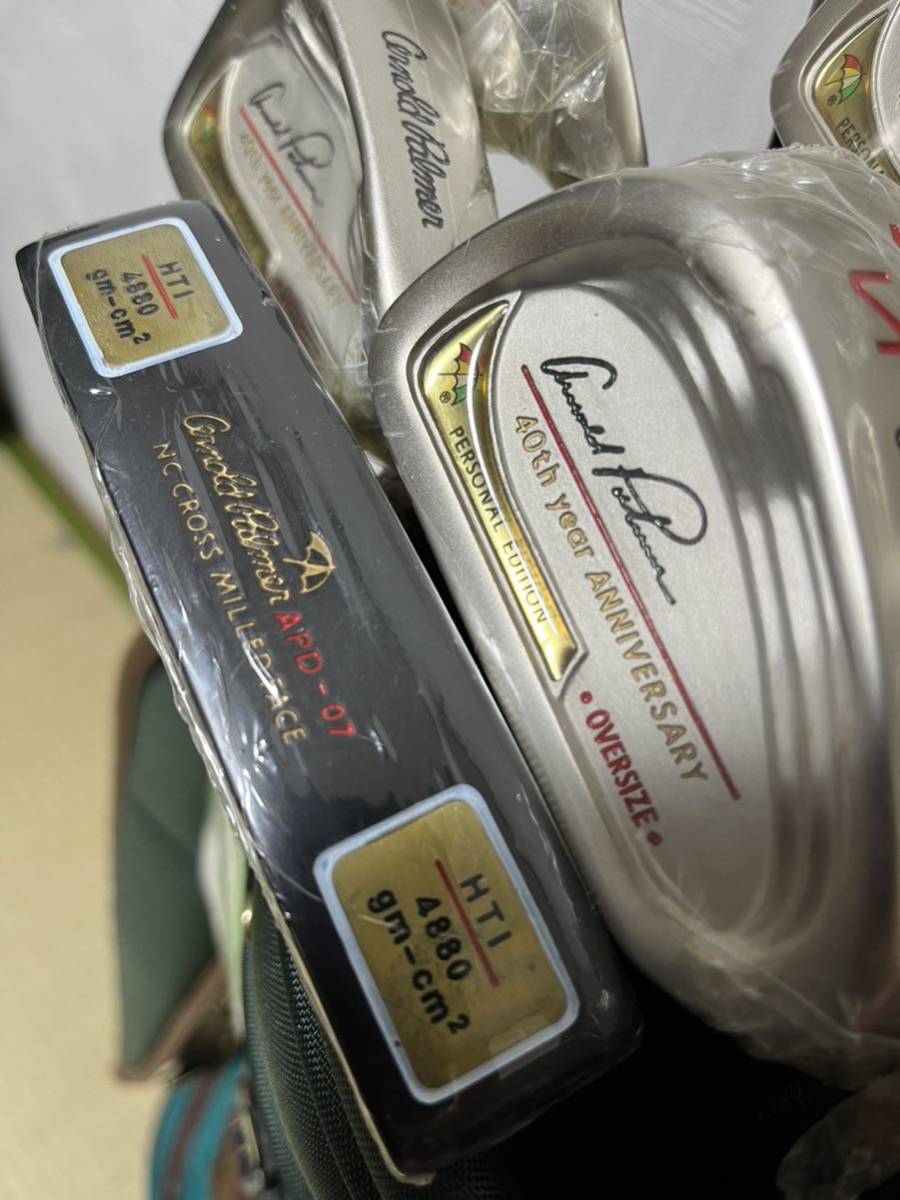 HTI
4880
gm-cm²
Arnold Palmer APD-07
NC CROSS MILLED FACE
HTI
4880
gm-cm²
Arnold Palmer
40th year ANNIVERSARY
Arnold Palmer
®
PERSONAL EDITION
Arnold Palmer
40th year ANNIVERSARY
•OVERSIZE•
®